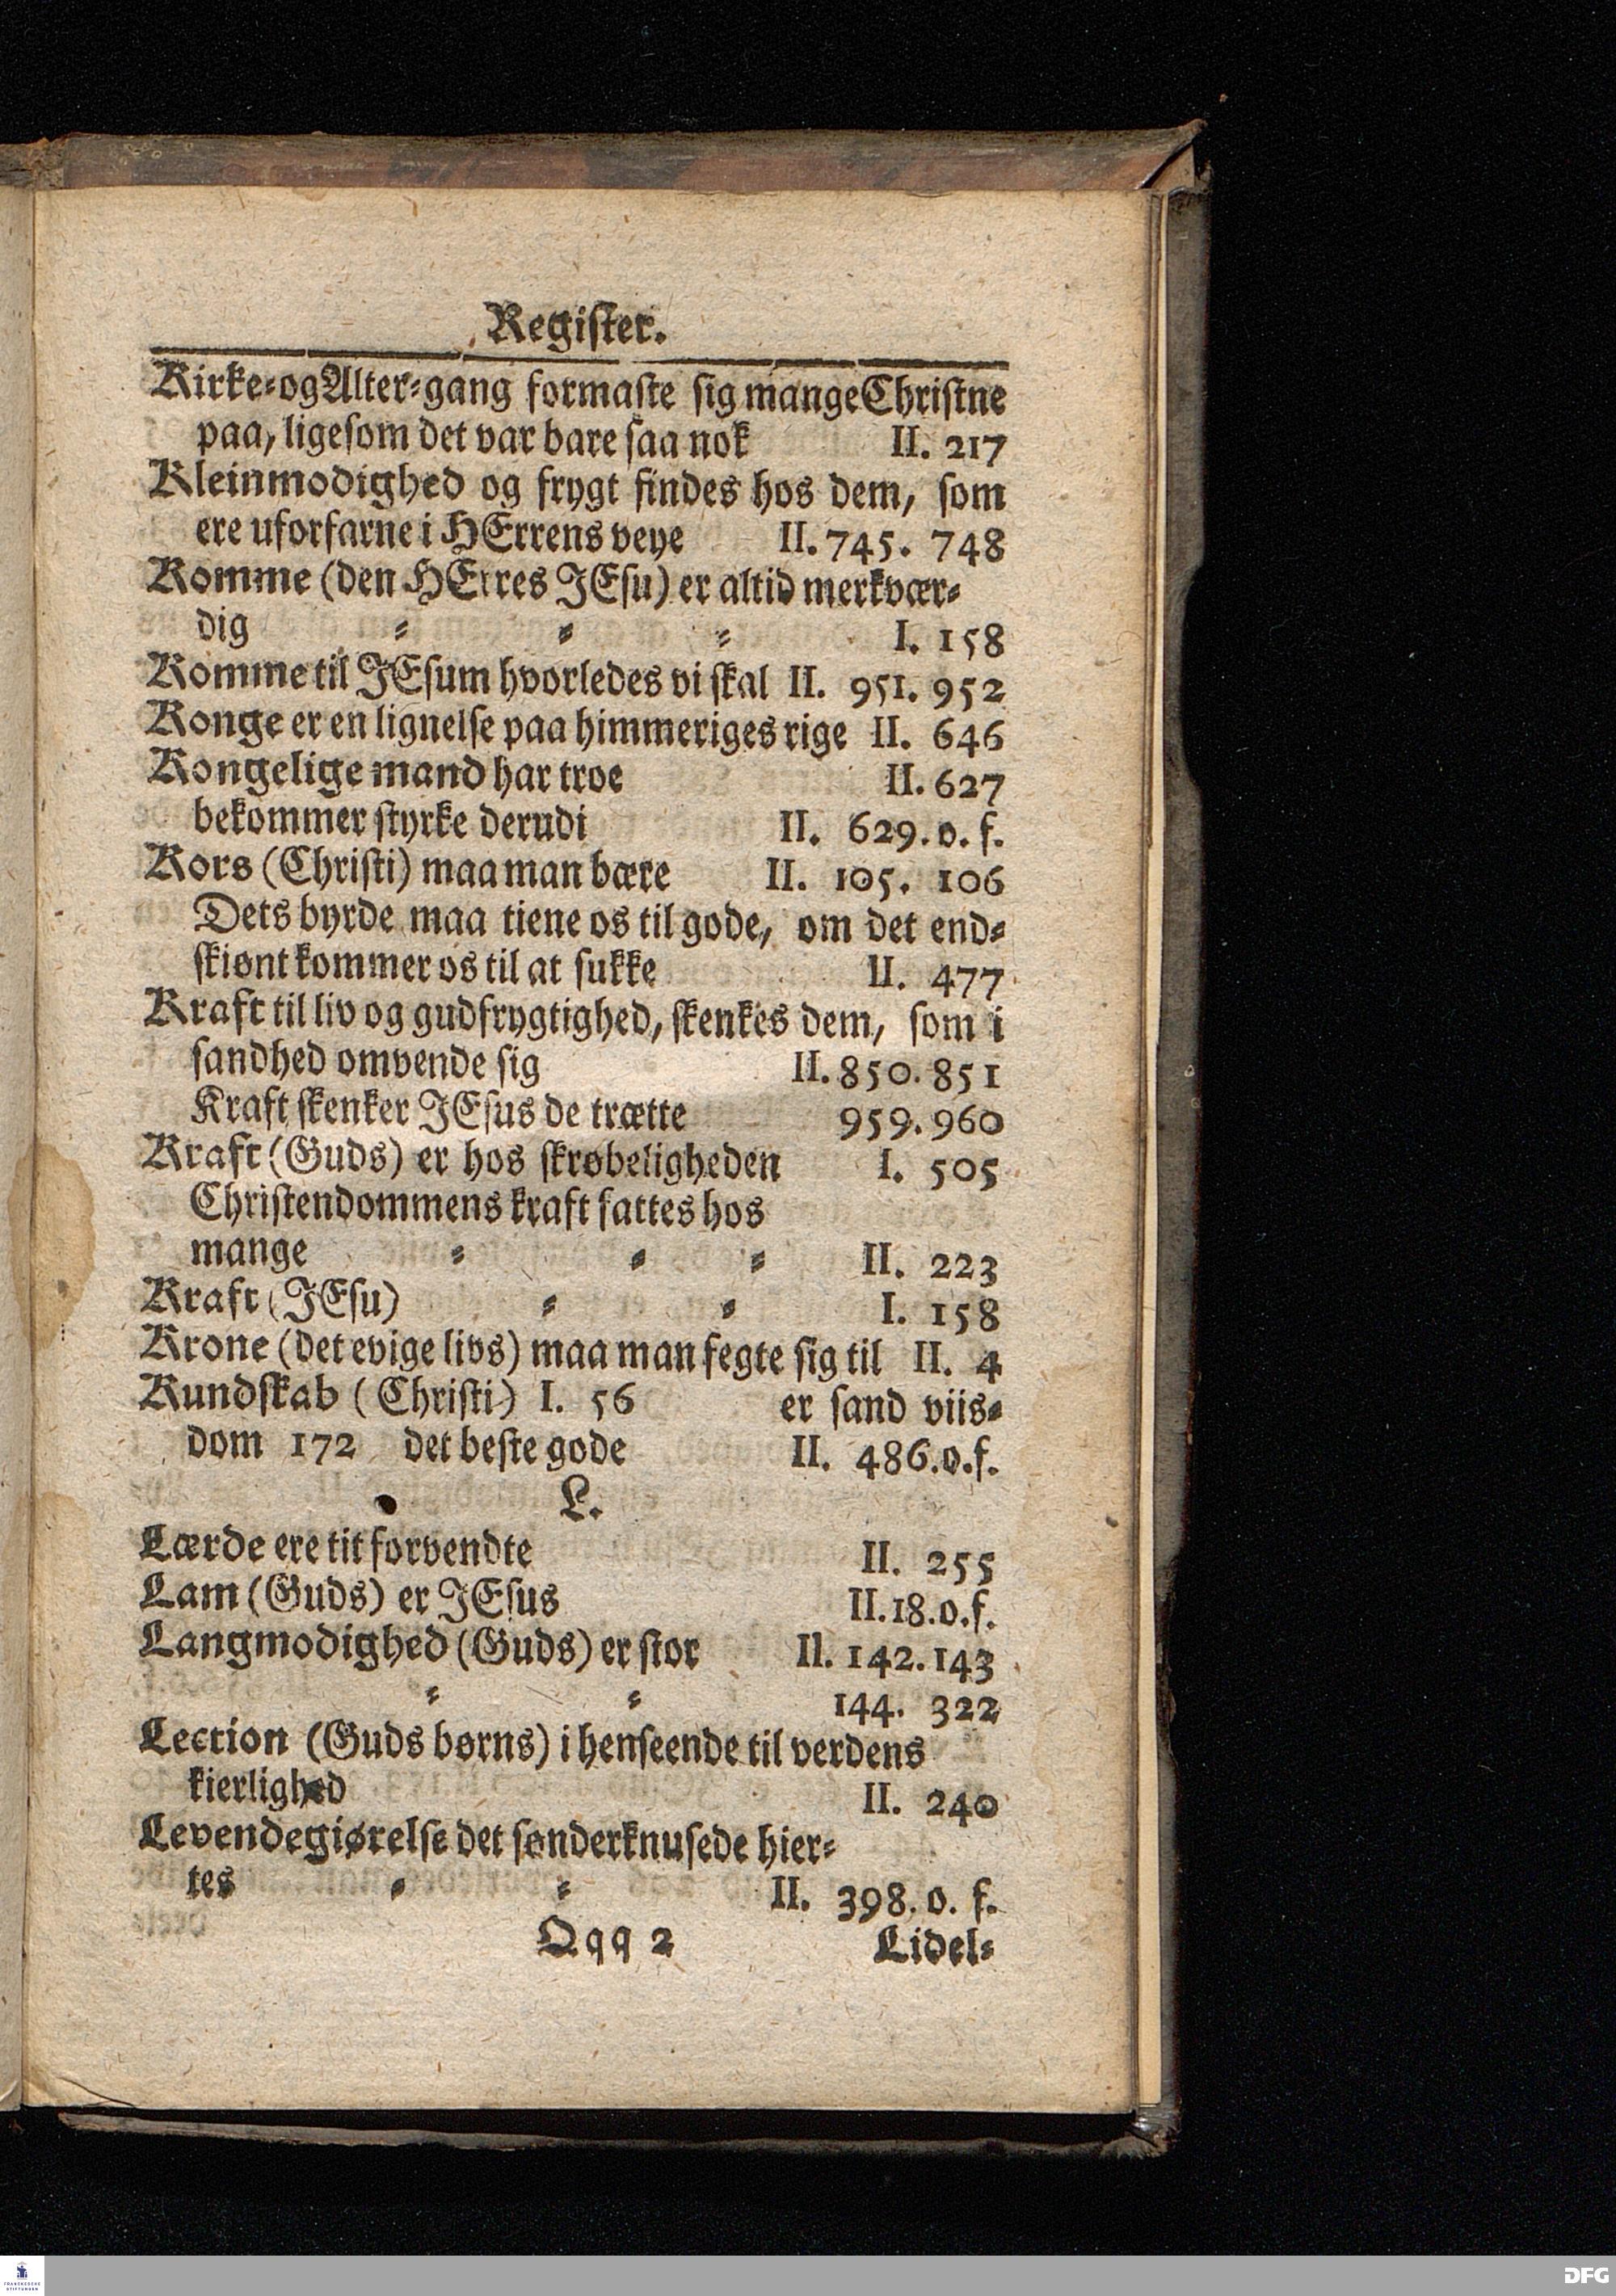 Register.
Kirke=og Alter=gang formaste sig mange Christne
paa, ligesom det var bare saa nok II. 217
Kleinmodighed og frygt findes hos dem, som
ere uforfarne i HErrens veye II. 745. 748
Komme (den HErres JEsu) er altid merkvær=
dig = = = I. 158
Komme til JEsum hvorledes vi skal II. 951. 952
Konge er en lignelse paa himmeriges rige II. 646
Kongelige mand har troe II. 627
bekommer styrke derudi II. 629. o. f.
Kors (Christi) maa man bære II. 105. 106
Dets byrde maa tiene os til gode, om det end=
skiønt kommer os til at sukke II. 477
Kraft til liv og gudfrygtighed, skenkes dem, som i
sandhed omvende sig II. 850. 851
Kraft skenker JEsus de trætte 959. 960
Kraft (Guds) er hos skrøbeligheden I. 505
Christendommens kraft fattes hos
mange = = = II. 223
Kraft (JEsu) = = I. 158
Krone (det evige livs) maa man fegte sig til II. 4
Kundskab (Christi) I. 56 er sand viis=
dom 172 det beste gode II. 486. o. f.
L.
Lærde ere tit forvendte II. 255
Lam (Guds) er JEsus II. 18. o. f.
Langmodighed (Guds) er stor II. 142. 143
= = 144. 322
Lection (Guds børns) i henseende til verdens
kierlighed II. 240
Levendegiørelse det sønderknusede hier=
tes = = II. 398. o. f.
Qqq 2 Lidel=
FRANCKESCHE
STIFTUNGEN
DFG